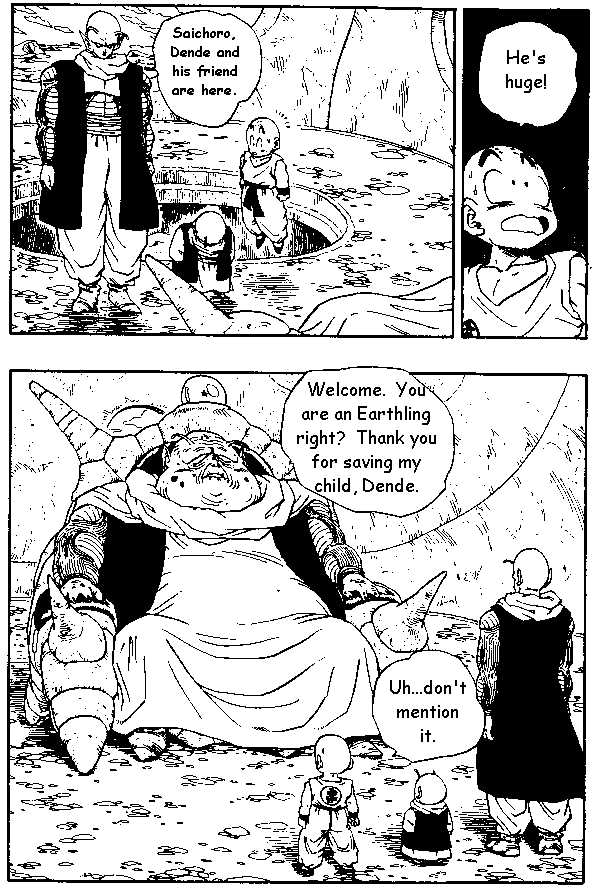 Saichoro,
Dende and
his friend
are here.
He's
huge!
Welcome. You
are an Earthling
right? Thank you
for saving my
child, Dende.
Uh...don't
mention
it.